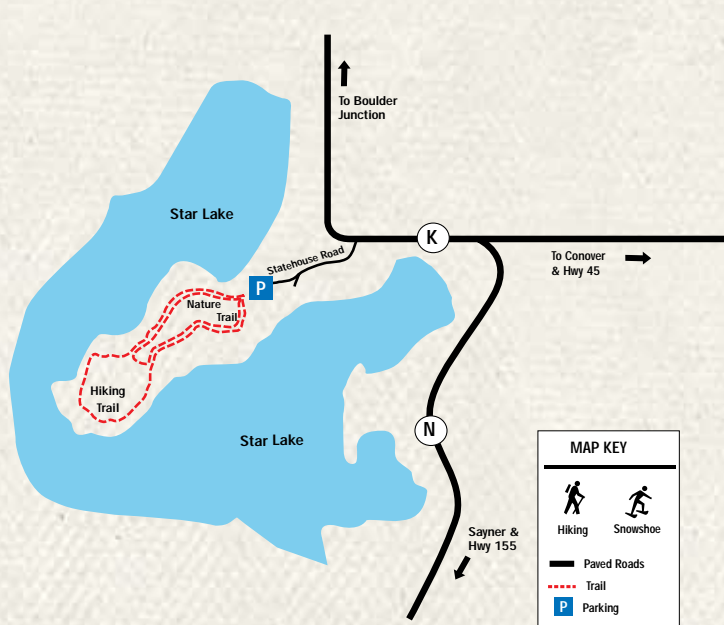 To Boulder
Junction
Star Lake
K
Statehouse Road
To Conover
& Hwy 45
P
Nature
Trail
Hiking
Trail
N
Star Lake
MAP KEY
Hiking
Snowshoe
Sayner &
Hwy 155
Paved Roads
Trail
P Parking